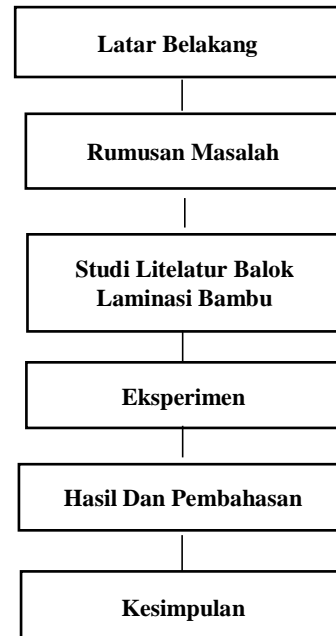 Latar Belakang
Rumusan Masalah
Studi Litelatur Balok
Laminasi Bambu
Eksperimen
Hasil Dan Pembahasan
Kesimpulan